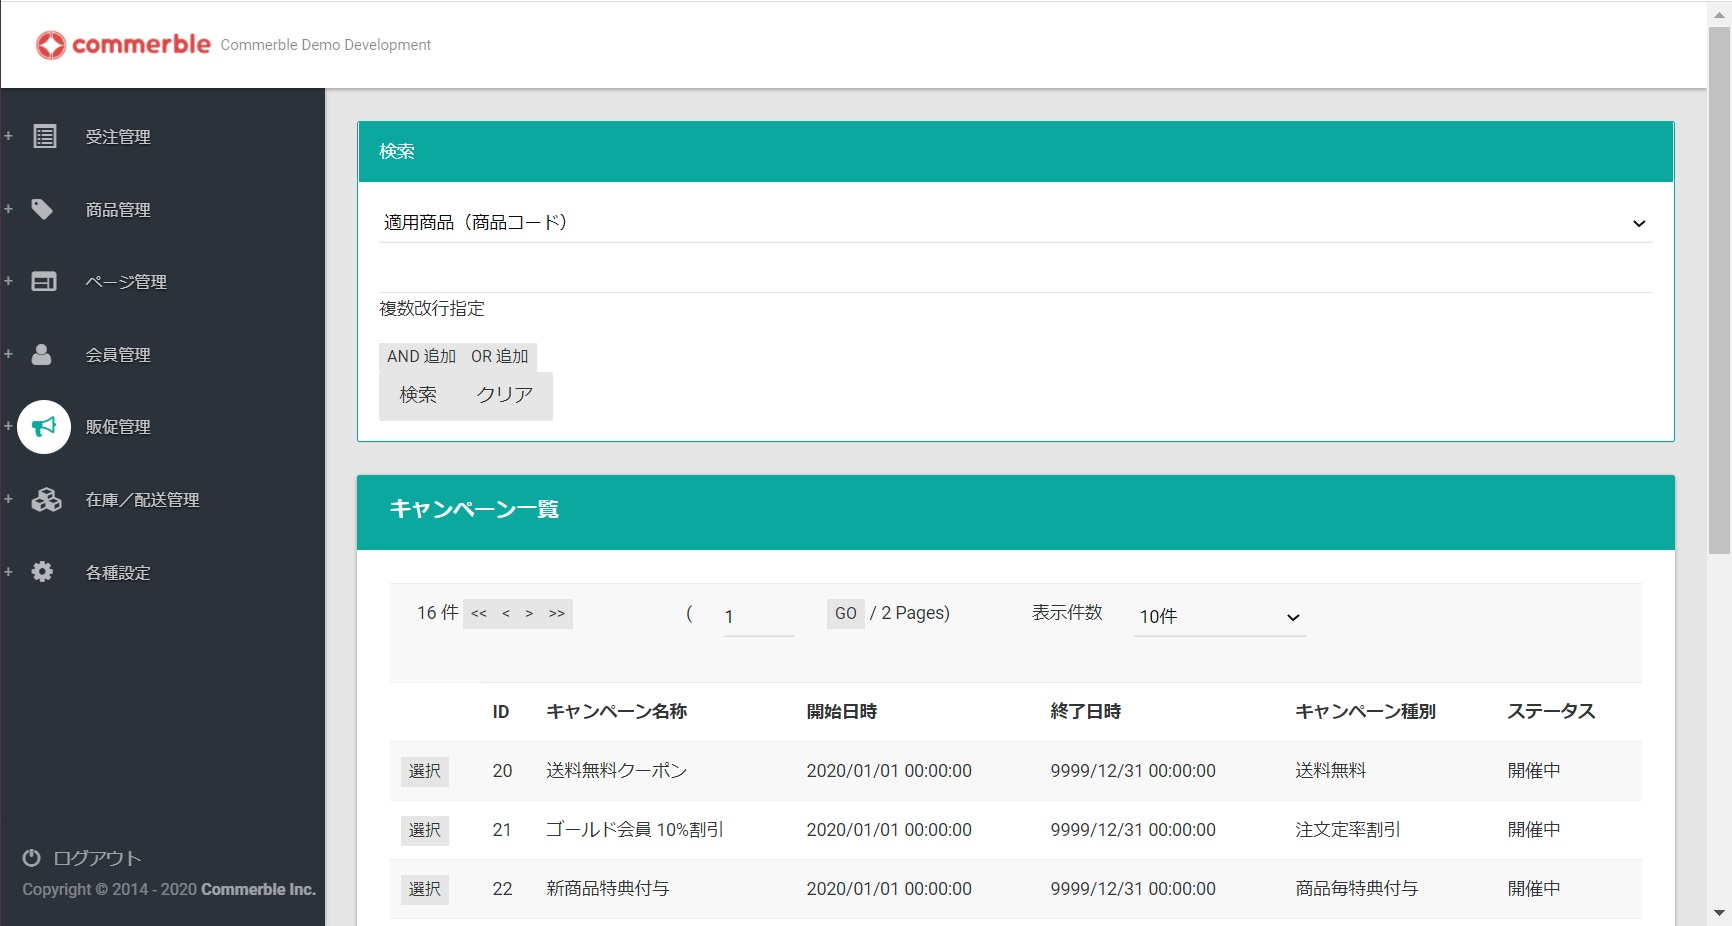 commerble Commerble Demo Development
+ 受注管理
+ 商品管理
+ ページ管理
+ 会員管理
+ 販促管理
+ 在庫／配送管理
+ 各種設定
ログアウト
Copyright © 2014 - 2020 Commerble Inc.
検索
適用商品（商品コード）
複数改行指定
AND 追加 OR 追加
検索 クリア
キャンペーン一覧
16 件 << < > >> ( 1 GO / 2 Pages) 表示件数 10件
ID キャンペーン名称 開始日時 終了日時 キャンペーン種別 ステータス
選択 20 送料無料クーポン 2020/01/01 00:00:00 9999/12/31 00:00:00 送料無料 開催中
選択 21 ゴールド会員 10%割引 2020/01/01 00:00:00 9999/12/31 00:00:00 注文定率割引 開催中
選択 22 新商品特典付与 2020/01/01 00:00:00 9999/12/31 00:00:00 商品毎特典付与 開催中